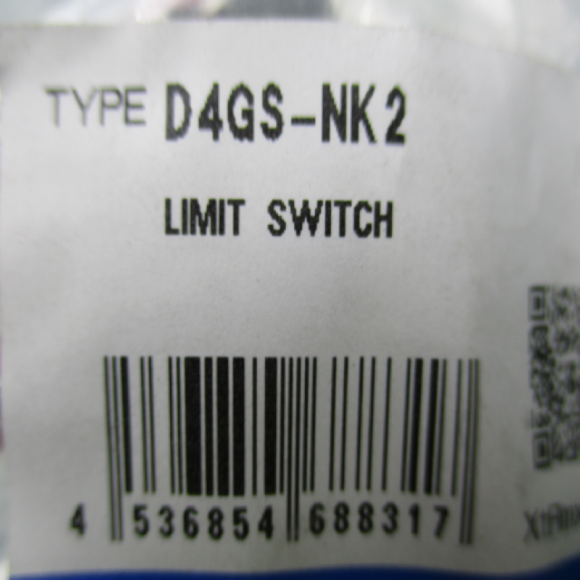 TYPE D4GS-NK2
LIMIT SWITCH
4 536854 688317